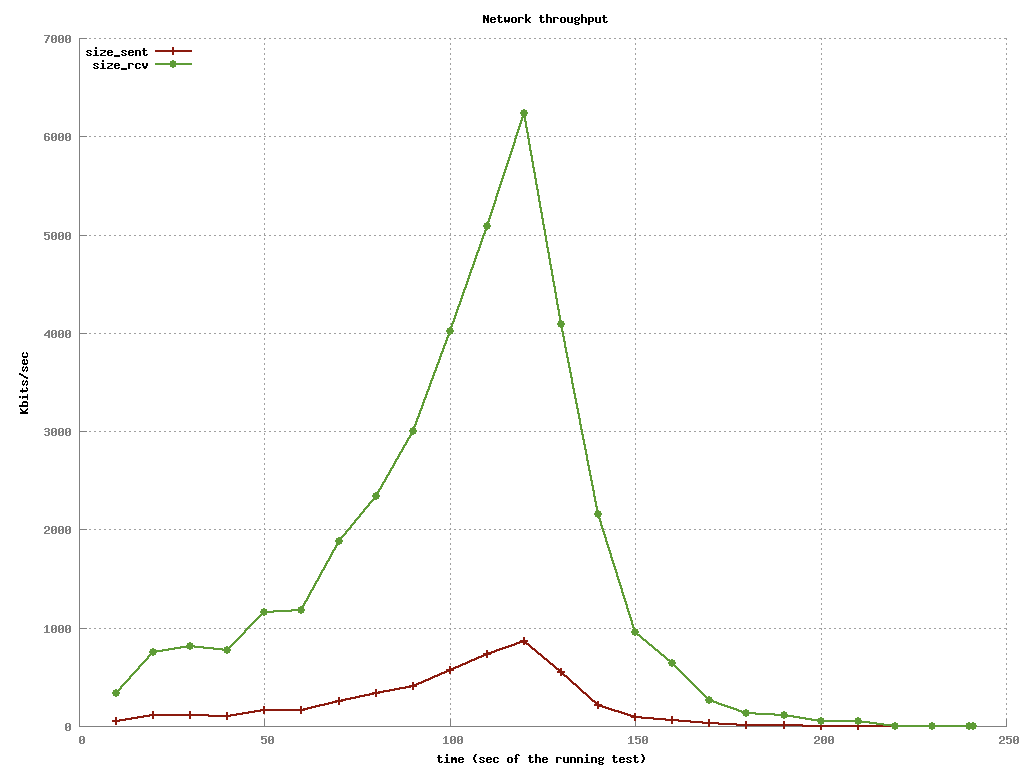 Network throughput
7000
size_sent
size_rcv
6000
5000
4000
Kbits/sec
3000
2000
1000
0
0 50 100 150 200 250
time (sec of the running test)